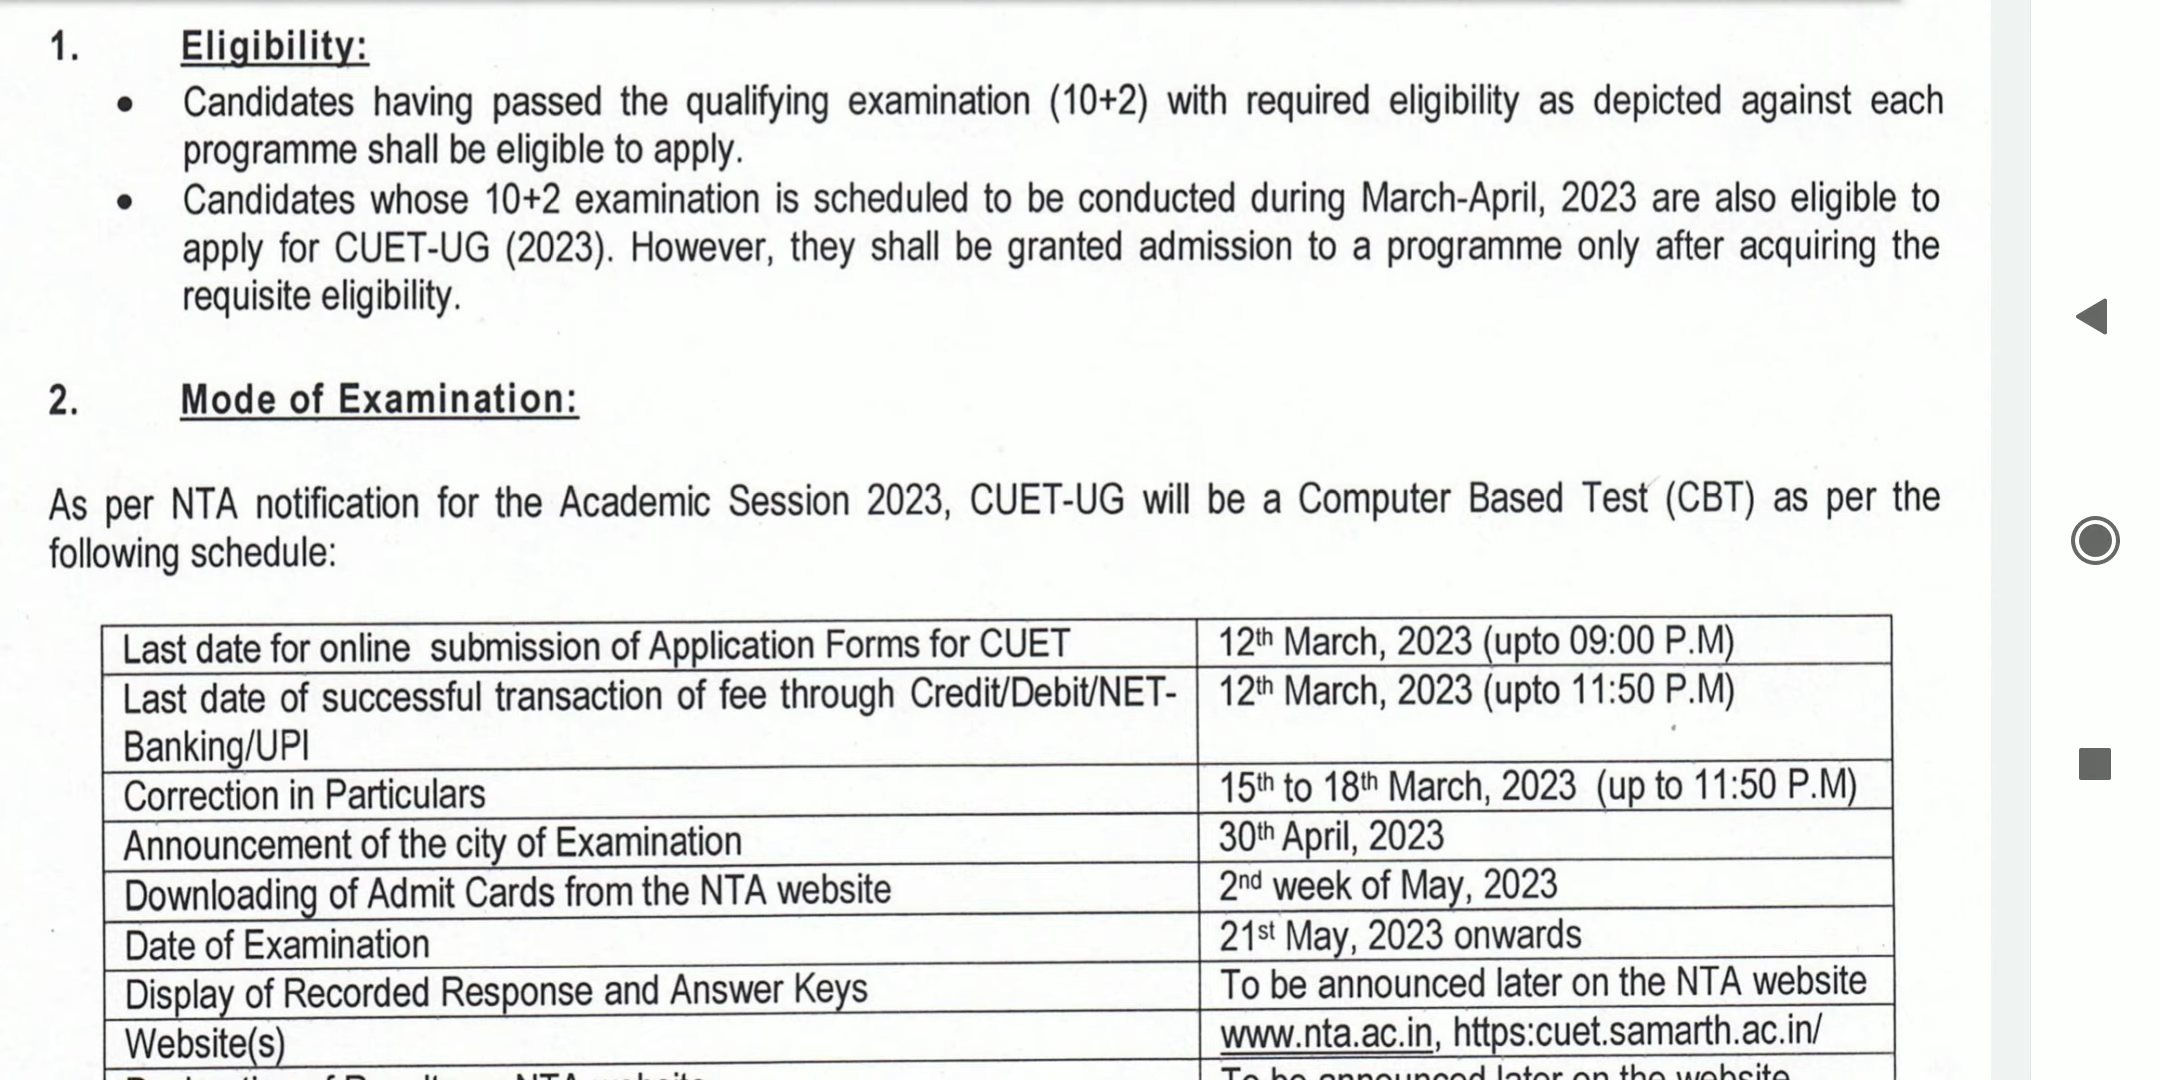 1. Eligibility:
• Candidates having passed the qualifying examination (10+2) with required eligibility as depicted against each
programme shall be eligible to apply.
• Candidates whose 10+2 examination is scheduled to be conducted during March-April, 2023 are also eligible to
apply for CUET-UG (2023). However, they shall be granted admission to a programme only after acquiring the
requisite eligibility.
2. Mode of Examination:
As per NTA notification for the Academic Session 2023, CUET-UG will be a Computer Based Test (CBT) as per the
following schedule:
Last date for online submission of Application Forms for CUET 12th March, 2023 (upto 09:00 P.M)
Last date of successful transaction of fee through Credit/Debit/NET- 12th March, 2023 (upto 11:50 P.M)
Banking/UPI
Correction in Particulars 15th to 18th March, 2023 (up to 11:50 P.M)
Announcement of the city of Examination 30th April, 2023
Downloading of Admit Cards from the NTA website 2nd week of May, 2023
Date of Examination 21st May, 2023 onwards
Display of Recorded Response and Answer Keys To be announced later on the NTA website
Website(s) www.nta.ac.in, https:cuet.samarth.ac.in/
NTA website To be announced later on the website